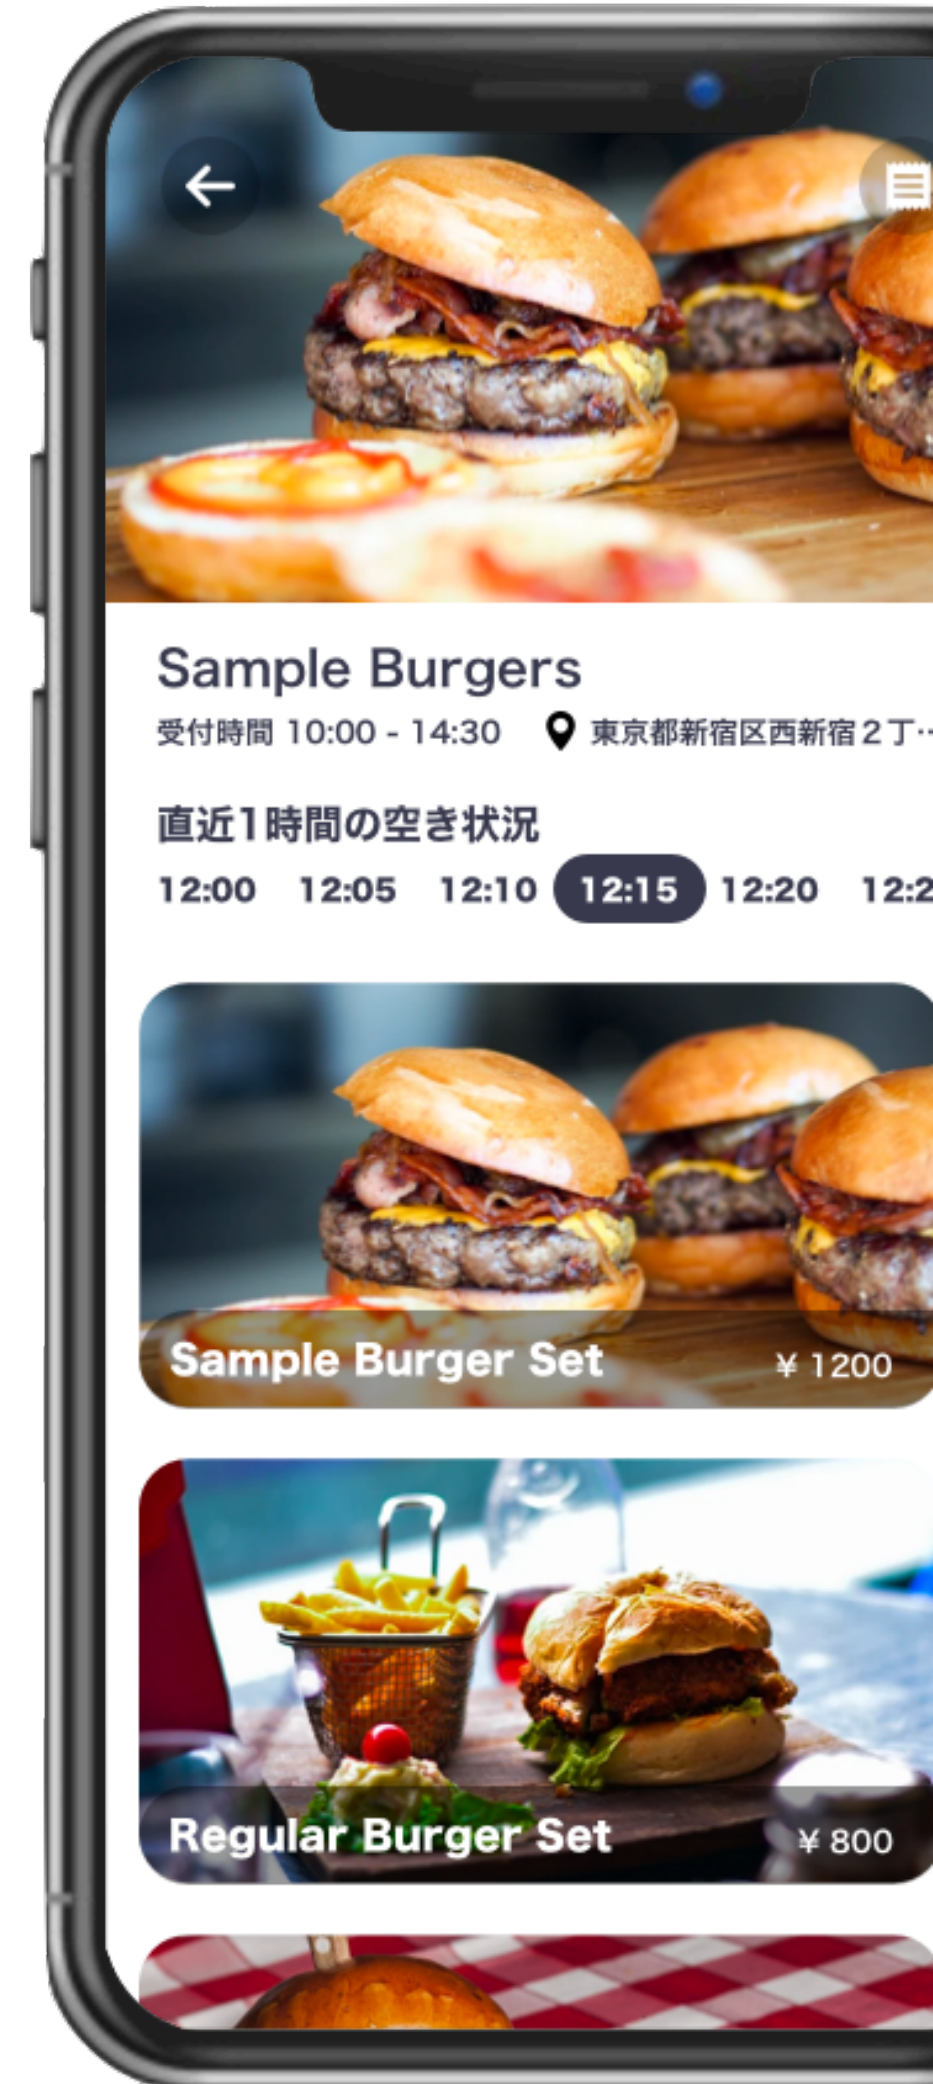 Sample Burgers
受付時間 10:00 - 14:30 東京都新宿区西新宿２丁…
直近1時間の空き状況
12:00 12:05 12:10 12:15 12:20 12:2
Sample Burger Set ¥ 1200
Regular Burger Set ¥ 800